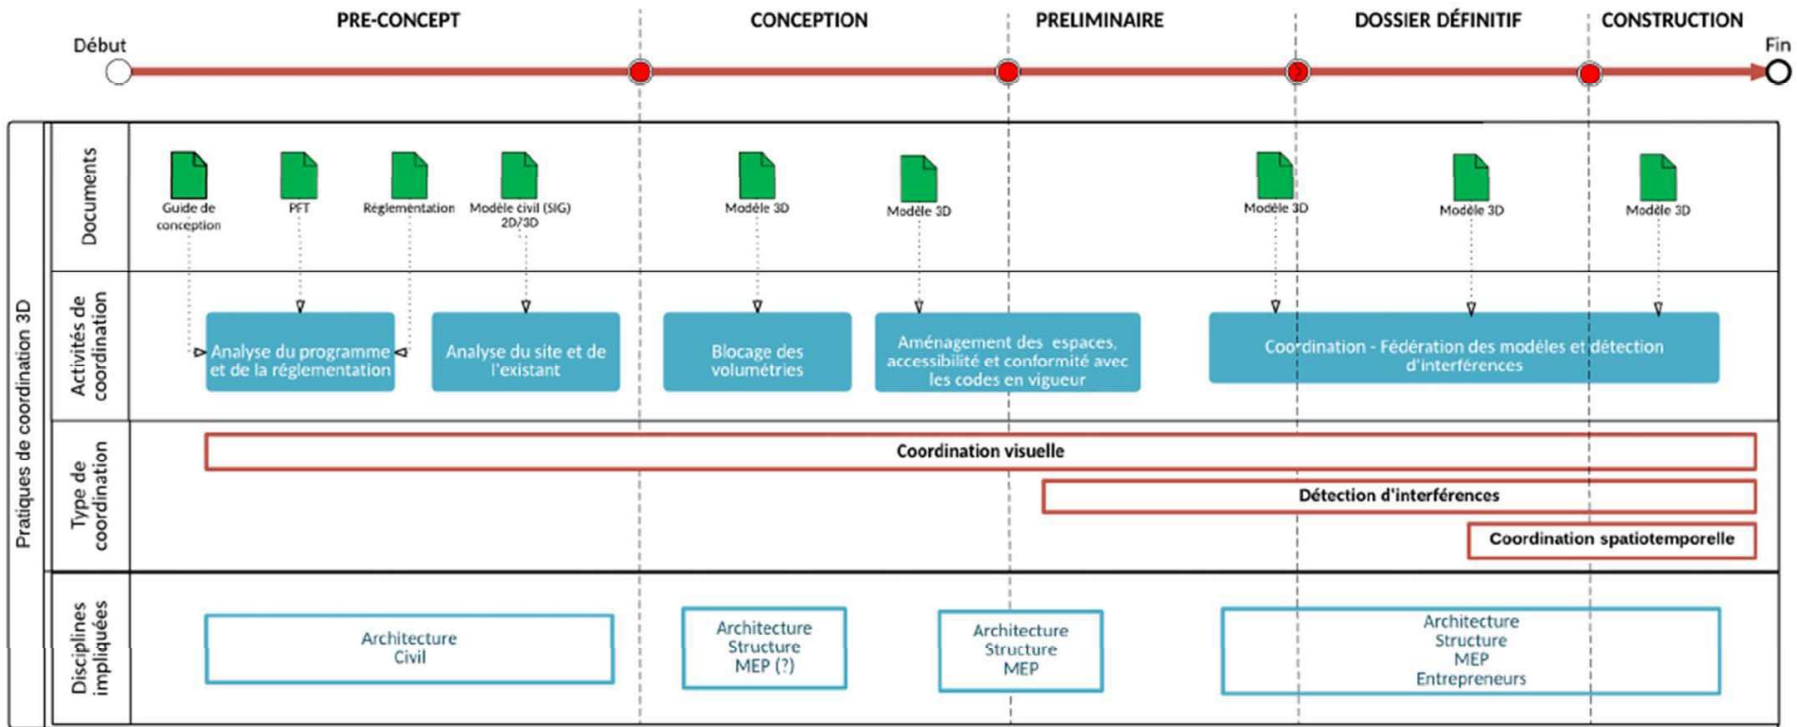 PRE-CONCEPT
CONCEPTION
PRELIMINAIRE
DOSSIER DÉFINITIF
CONSTRUCTION
Début
Fin
Pratiques de coordination 3D
Documents
Guide de
conception
PFT
Réglementation
Modèle civil (SIG)
2D/3D
Modèle 3D
Modèle 3D
Modèle 3D
Modèle 3D
Modèle 3D
Activités de
coordination
Analyse du programme
et de la réglementation
Analyse du site et de
l'existant
Blocage des
volumétries
Aménagement des espaces,
accessibilité et conformité avec
les codes en vigueur
Coordination - Fédération des modèles et détection
d'interférences
Type de
coordination
Coordination visuelle
Détection d'interférences
Coordination spatiotemporelle
Disciplines
impliquées
Architecture
Civil
Architecture
Structure
MEP (?)
Architecture
Structure
MEP
Architecture
Structure
MEP
Entrepreneurs